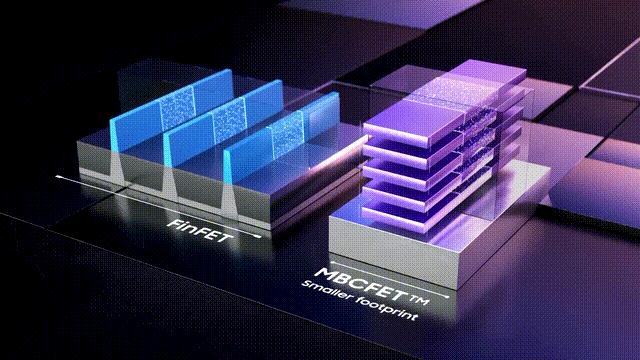 FinFET
MBCFET™
smaller footprint